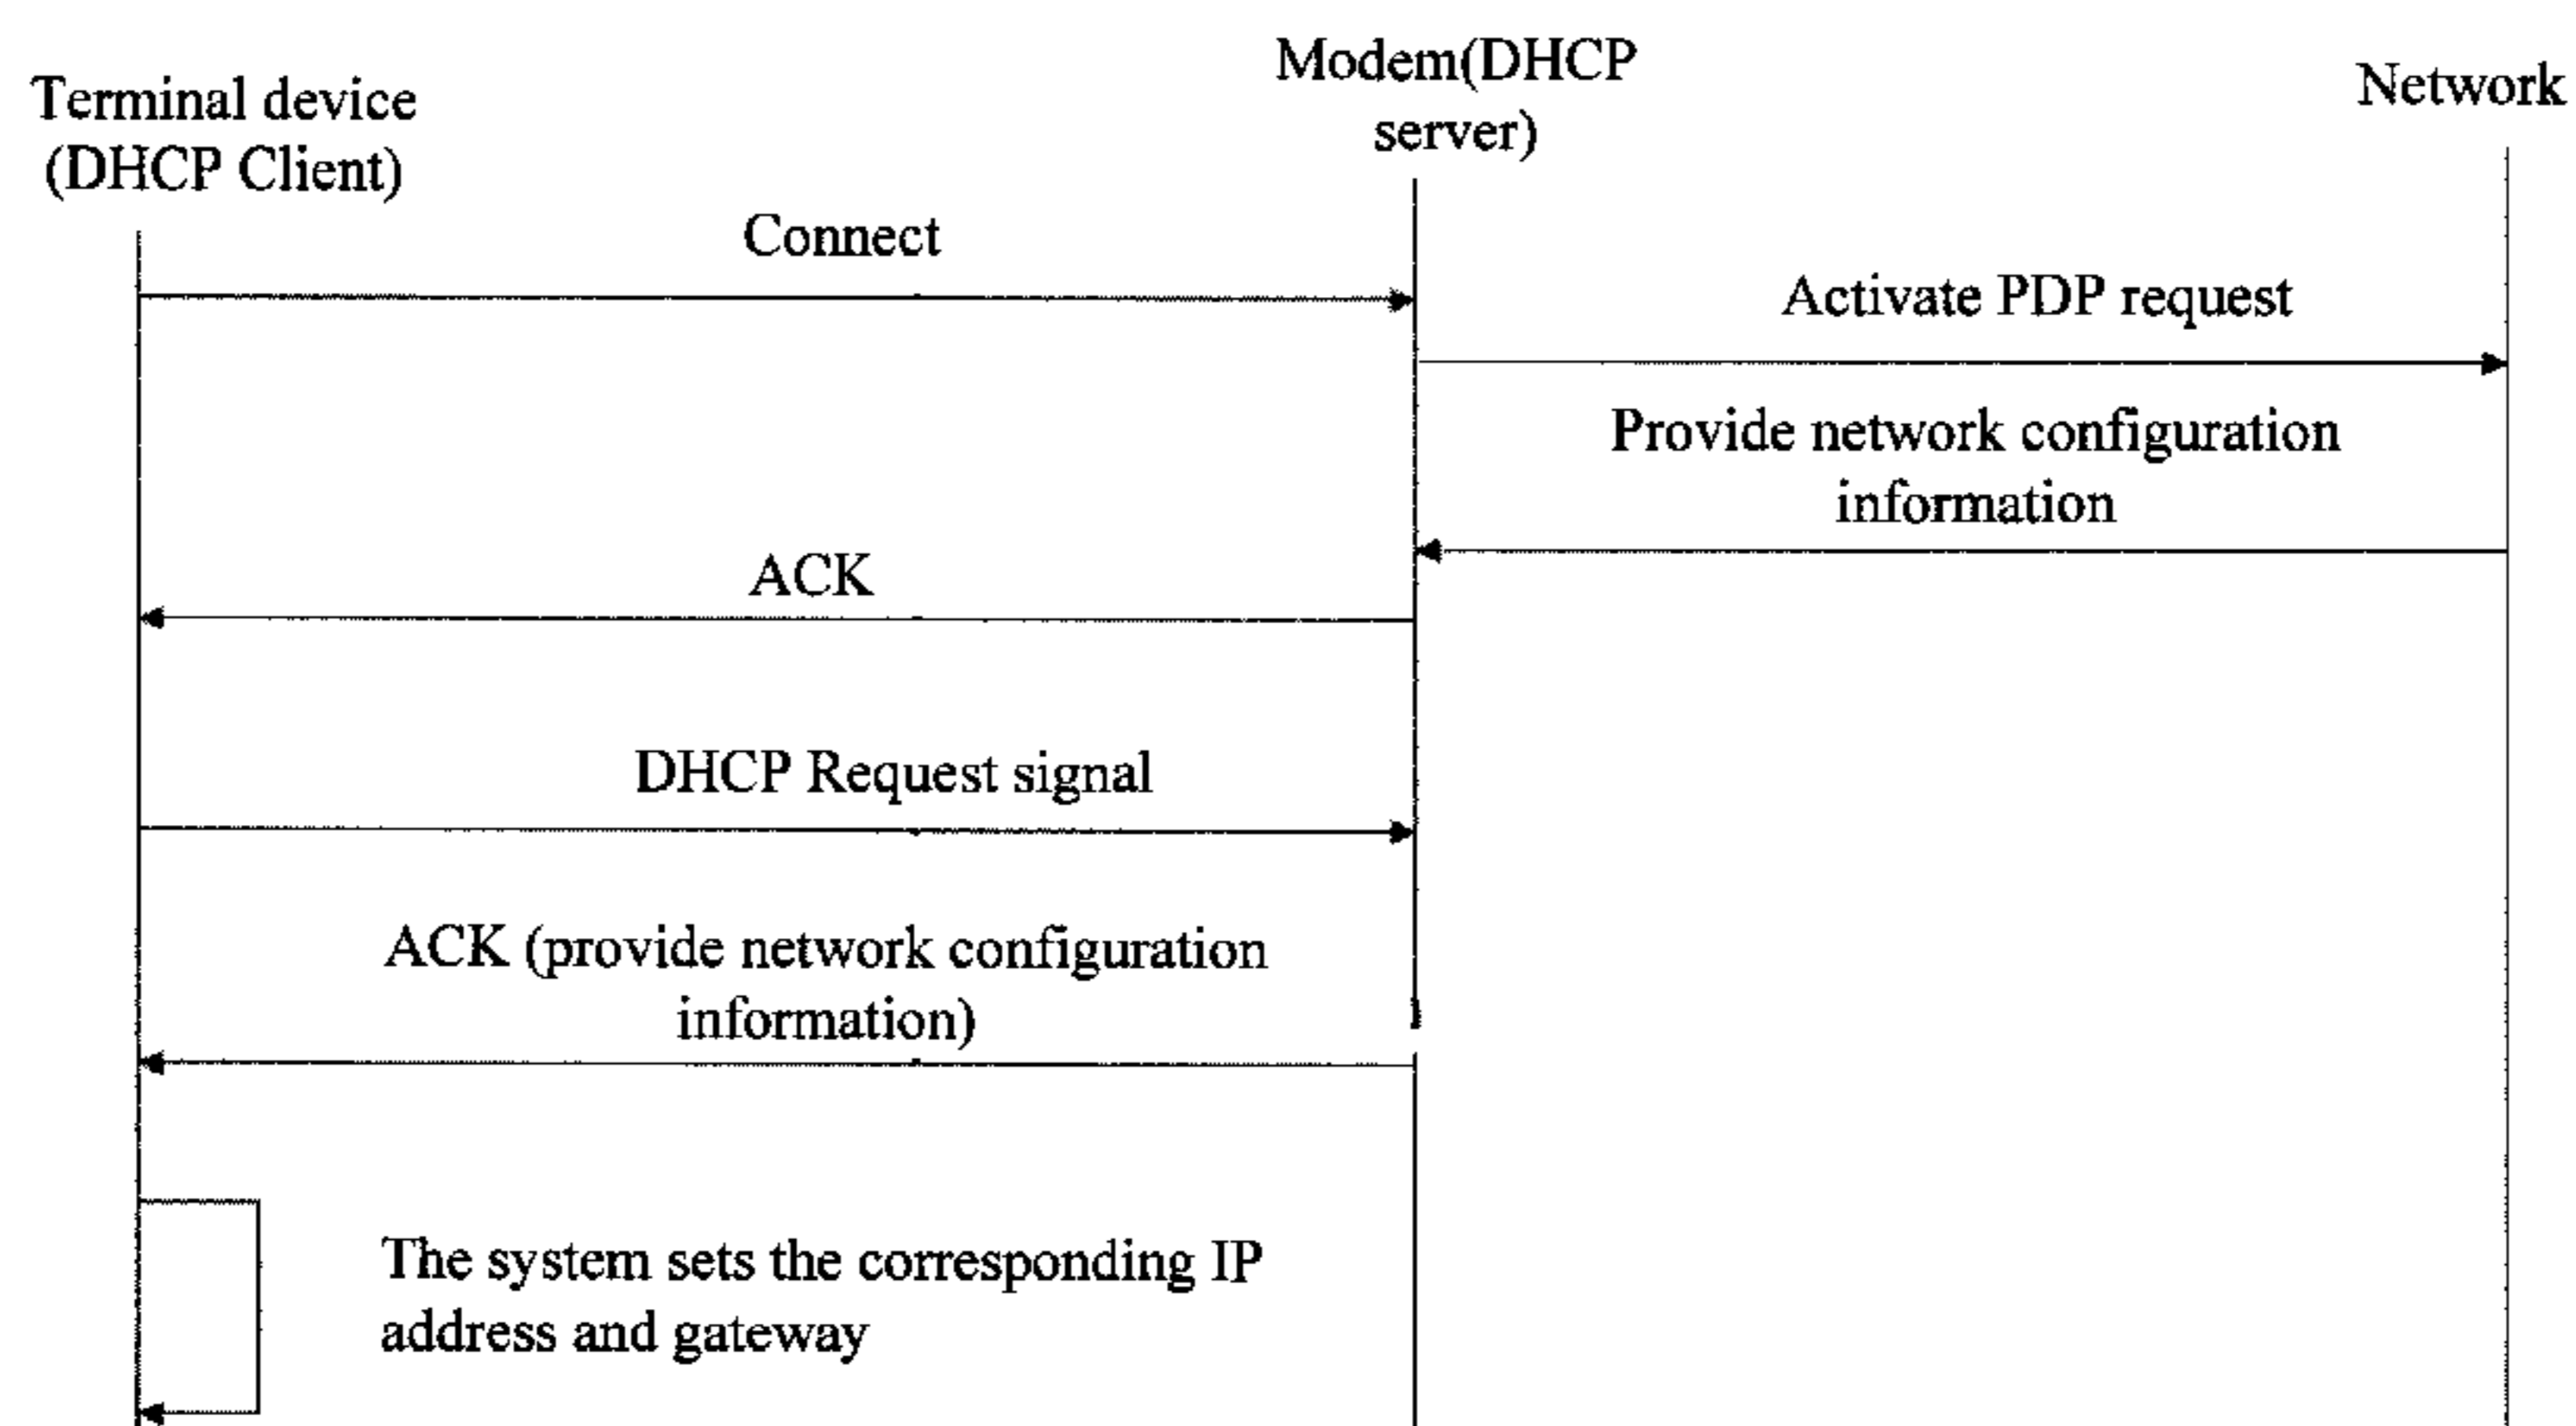 Terminal device
(DHCP Client)
Modem(DHCP
server)
Network
Connect
Activate PDP request
Provide network configuration
information
ACK
DHCP Request signal
ACK (provide network configuration
information)
The system sets the corresponding IP
address and gateway